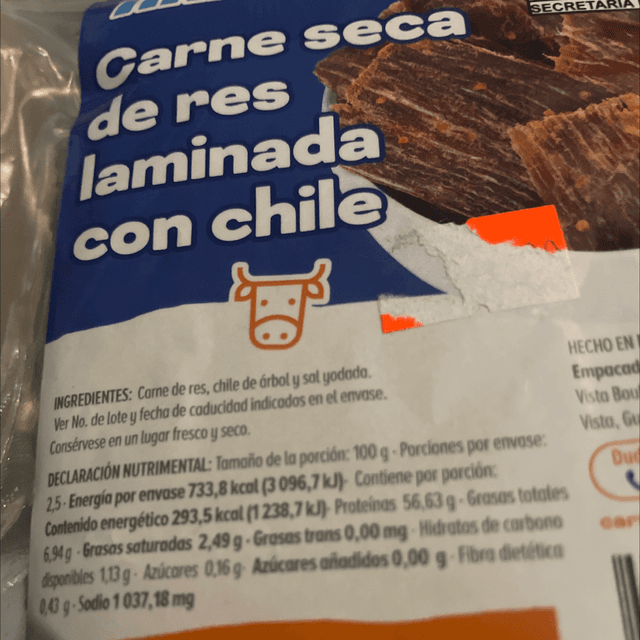 SECRETARÍA
Carne seca
de res
laminada
con chile
INGREDIENTES: Carne de res, chile de árbol y sal yodada.
Ver No. de lote y fecha de caducidad indicados en el envase.
Consérvese en un lugar fresco y seco.
DECLARACIÓN NUTRIMENTAL: Tamaño de la porción: 100 g · Porciones por envase:
2,5 · Energía por envase 733,8 kcal (3 096,7 kJ)· Contiene por porción:
Contenido energético 293,5 kcal (1 238,7 kJ)· Proteínas 56,63 g · Grasas totales
6,94 g · Grasas saturadas 2,49 g · Grasas trans 0,00 mg · Hidratos de carbono
disponibles 1,13 g · Azúcares 0,16 g · Azúcares añadidos 0,00 g · Fibra dietética
0,43 g · Sodio 1 037,18 mg
HECHO EN
Empacad
Vista Bou
Vista, Gu
Dud
car